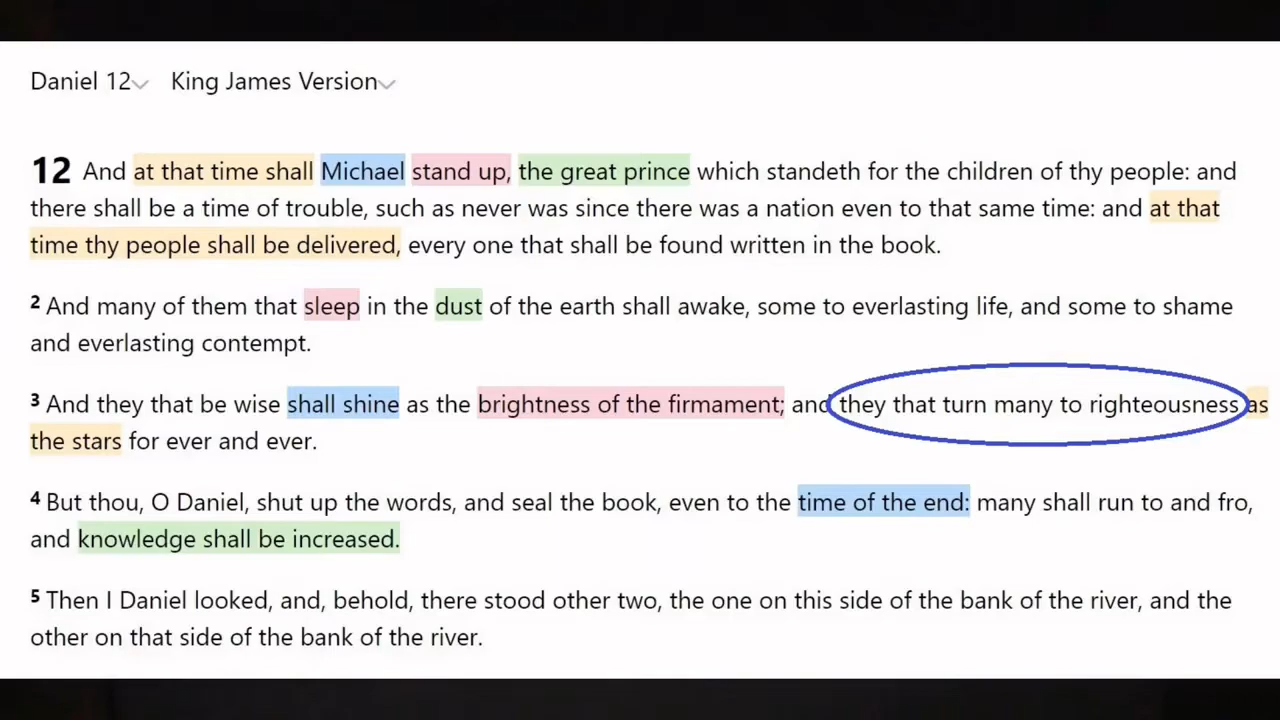 Daniel 12 King James Version
12 And at that time shall Michael stand up, the great prince which standeth for the children of thy people: and
there shall be a time of trouble, such as never was since there was a nation even to that same time: and at that
time thy people shall be delivered, every one that shall be found written in the book.
2 And many of them that sleep in the dust of the earth shall awake, some to everlasting life, and some to shame
and everlasting contempt.
3 And they that be wise shall shine as the brightness of the firmament; and they that turn many to righteousness as
the stars for ever and ever.
4 But thou, O Daniel, shut up the words, and seal the book, even to the time of the end: many shall run to and fro,
and knowledge shall be increased.
5 Then I Daniel looked, and, behold, there stood other two, the one on this side of the bank of the river, and the
other on that side of the bank of the river.